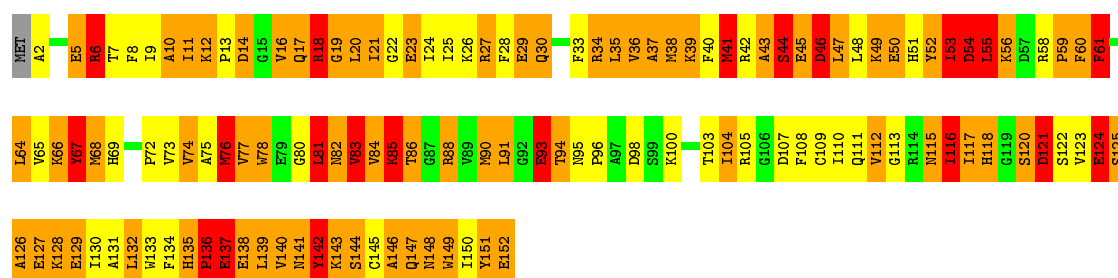 MET A2 E5 R6 T7 F8 I9 A10 I11 K12 P13 D14 G15 V16 Q17 R18 G19 L20 I21 G22 E23 I24 I25 K26 R27 F28 E29 Q30 F33 R34 L35 V36 A37 M38 K39 F40 M41 R42 A43 S44 E45 D46 L47 L48 K49 E50 H51 Y52 I53 D54 L55 K56 D57 R58 P59 F60 F61
L64 V65 K66 Y67 M68 H69 P72 V73 V74 A75 M76 V77 W78 E79 G80 L81 N82 V83 V84 K85 T86 G87 R88 V89 M90 L91 G92 E93 T94 N95 P96 A97 D98 S99 K100 T103 I104 R105 G106 D107 F108 C109 I110 Q111 V112 G113 R114 N115 I116 I117 H118 G119 S120 D121 S122 V123 E124 S125
A126 E127 K128 E129 I130 A131 L132 W133 F134 H135 P136 E137 E138 L139 V140 N141 Y142 K143 S144 C145 A146 Q147 N148 W149 I150 Y151 E152